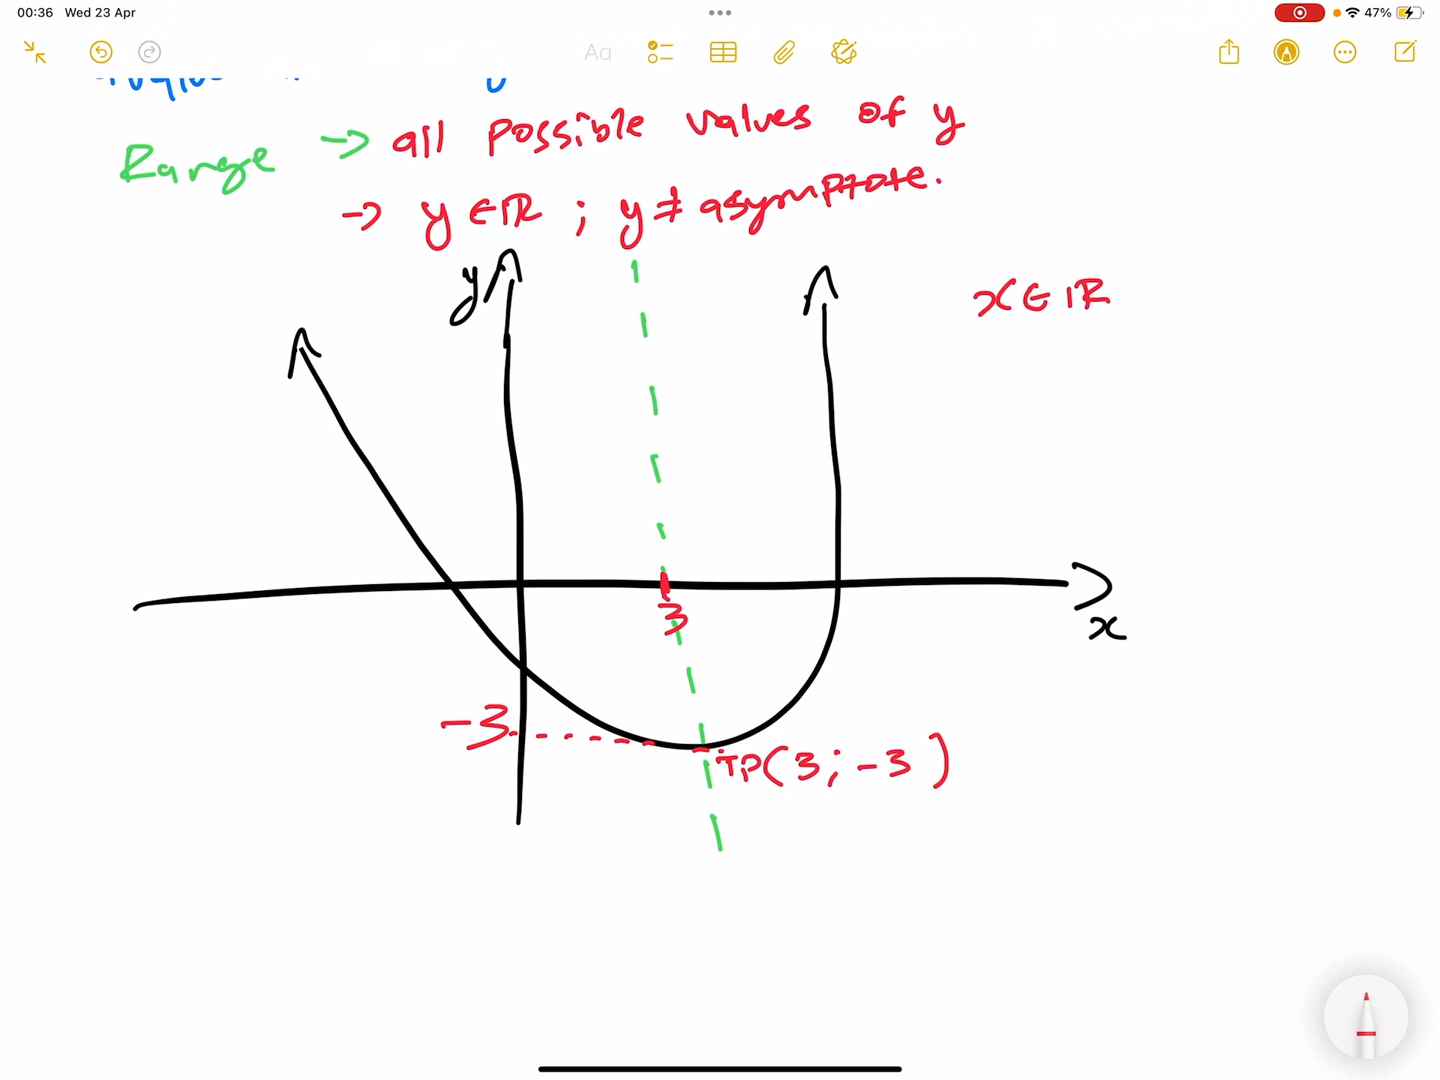 00:36 Wed 23 Apr
47%
Aa
Range → all possible values of y
→ y ∈ ℝ ; y ≠ asymptote.
y
x ∈ ℝ
3
x
-3
TP(3; -3)